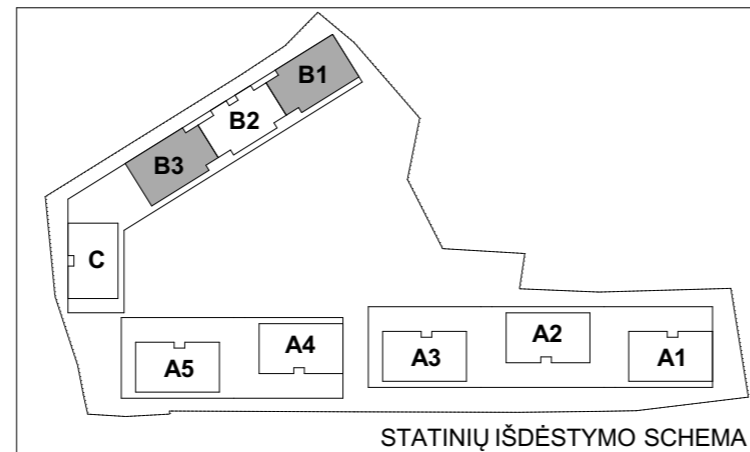 B1
B2
B3
C
A4
A5
A2
A3
A1
STATINIŲ IŠDĖSTYMO SCHEMA